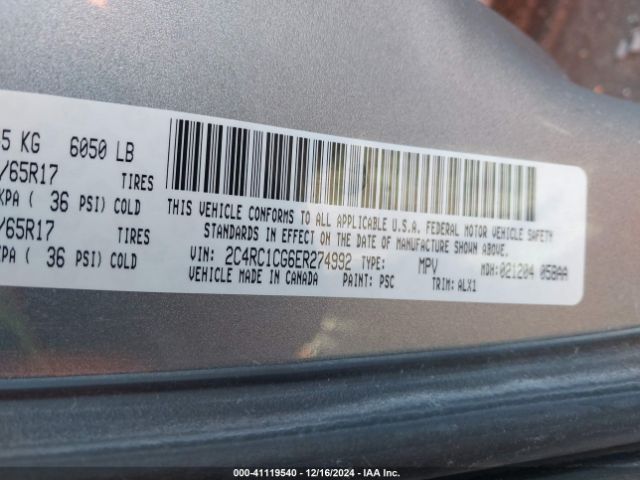 5 KG 6050 LB
/65R17 TIRES
KPA ( 36 PSI) COLD
/65R17 TIRES
KPA ( 36 PSI) COLD
THIS VEHICLE CONFORMS TO ALL APPLICABLE U.S.A. FEDERAL MOTOR VEHICLE SAFETY
STANDARDS IN EFFECT ON THE DATE OF MANUFACTURE SHOWN ABOVE.
VIN: 2C4RC1CG6ER274992 TYPE: MPV MDH: 021204 058AA
MADE IN CANADA PAINT: PSC TRIM: ALX1
000-41119540 - 12/16/2024 - IAA Inc.